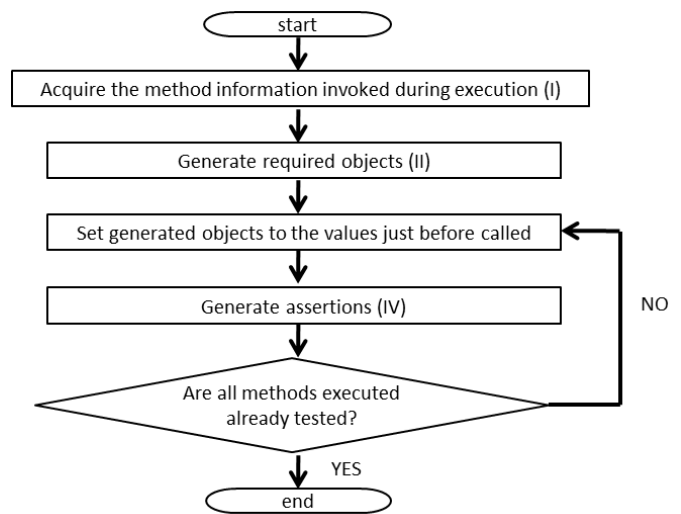 start
Acquire the method information invoked during execution (I)
Generate required objects (II)
Set generated objects to the values just before called
Generate assertions (IV)
NO
Are all methods executed
already tested?
YES
end